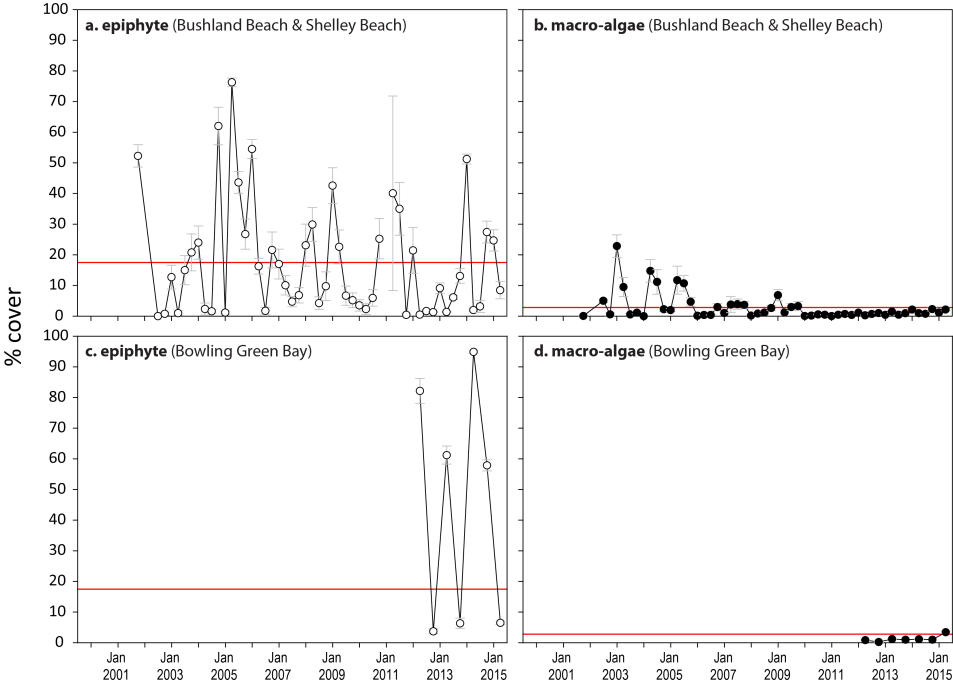 % cover
a. epiphyte (Bushland Beach & Shelley Beach)
100
90
80
70
60
50
40
30
20
10
0
b. macro-algae (Bushland Beach & Shelley Beach)
c. epiphyte (Bowling Green Bay)
100
90
80
70
60
50
40
30
20
10
0
d. macro-algae (Bowling Green Bay)
Jan Jan Jan Jan Jan Jan Jan Jan
2001 2003 2005 2007 2009 2011 2013 2015
Jan Jan Jan Jan Jan Jan Jan Jan
2001 2003 2005 2007 2009 2011 2013 2015